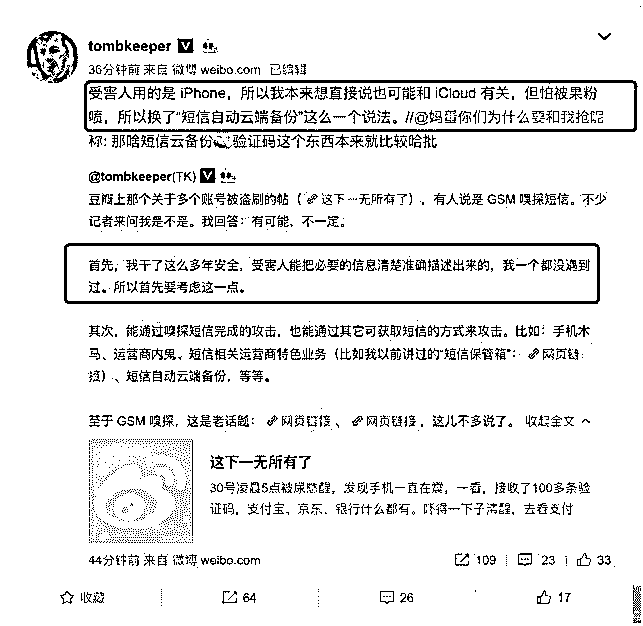 tombkeeper
36分钟前 来自 微博 weibo.com 已编辑
受害人用的是 iPhone，所以我本来想直接说也可能和 iCloud 有关，但怕被果粉
喷，所以换了“短信自动云端备份”这么一个说法。//@妈蛋你们为什么要和我抢昵
称: 那啥短信云备份 验证码这个东西本来就比较哈批
@tombkeeper(TK)
豆瓣上那个关于多个账号被盗刷的帖（ 这下一无所有了），有人说是 GSM 嗅探短信。不少
记者来问我是不是。我回答：有可能，不一定。
首先，我干了这么多年安全，受害人能把必要的信息清楚准确描述出来的，我一个都没遇到
过。所以首先要考虑这一点。
其次，能通过嗅探短信完成的攻击，也能通过其它可获取短信的方式来攻击。比如：手机木
马、运营商内鬼、短信相关运营商特色业务（比如我以前讲过的“短信保管箱”： 网页链
接）、短信自动云端备份，等等。
至于 GSM 嗅探，这是老话题： 网页链接 、 网页链接 ，这儿不多说了。 收起全文
这下一无所有了
30号凌晨5点被尿憋醒，发现手机一直在震，一看，接收了100多条验
证码，支付宝、京东、银行什么都有。吓得一下子清醒，去看支付
44分钟前 来自 微博 weibo.com 109 23 33
收藏 64 26 17